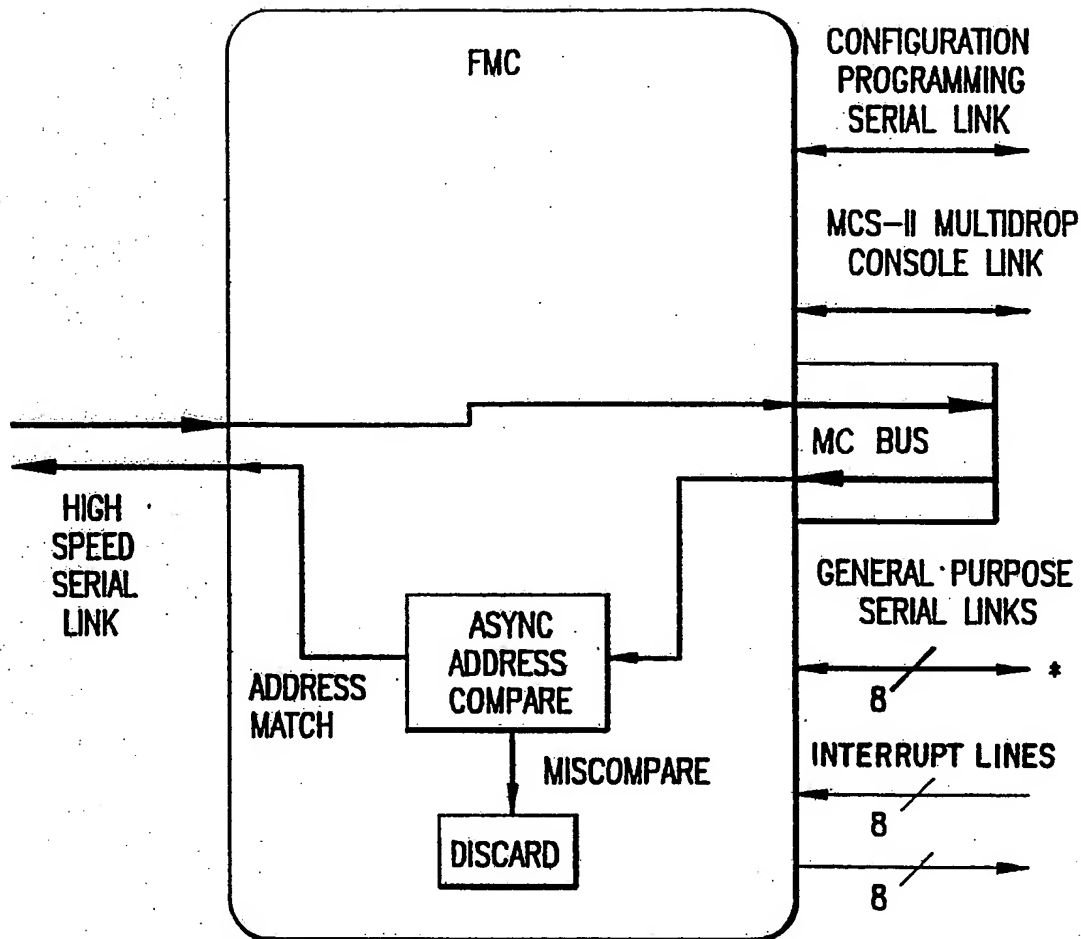 FMC
CONFIGURATION
PROGRAMMING
SERIAL LINK
MCS-II MULTIDROP
CONSOLE LINK
MC BUS
HIGH
SPEED
SERIAL
LINK
GENERAL PURPOSE
SERIAL LINKS
8
*
ASYNC
ADDRESS
COMPARE
ADDRESS
MATCH
MISCOMPARE
DISCARD
INTERRUPT LINES
8
8